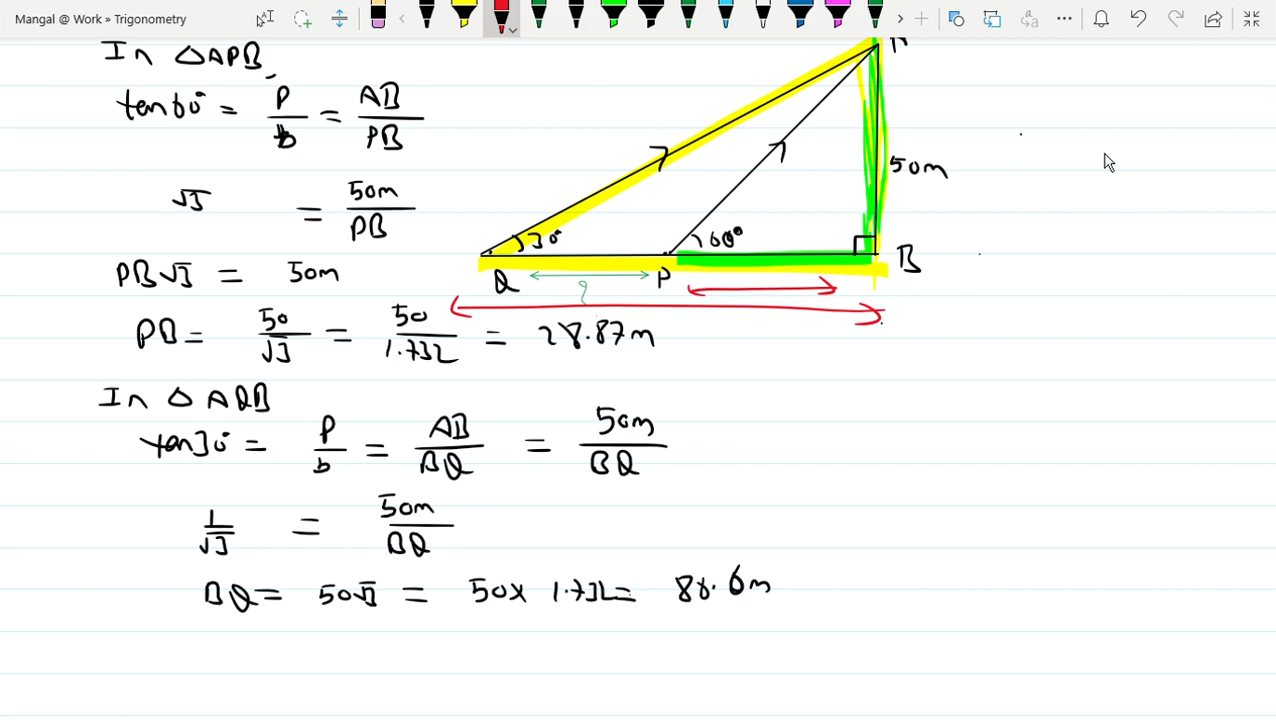 Mangal @ Work » Trigonometry
In △APB
tan60° = P/b = AB/PB
√3 = 50m/PB
PB√3 = 50m
PB = 50/√3 = 50/1.732 = 28.87m
In △ AQB
tan30° = P/b = AB/BQ = 50m/BQ
1/√3 = 50m/BQ
BQ = 50√3 = 50x 1.732 = 86.6m
50m
30°
60°
B
Q
P
?